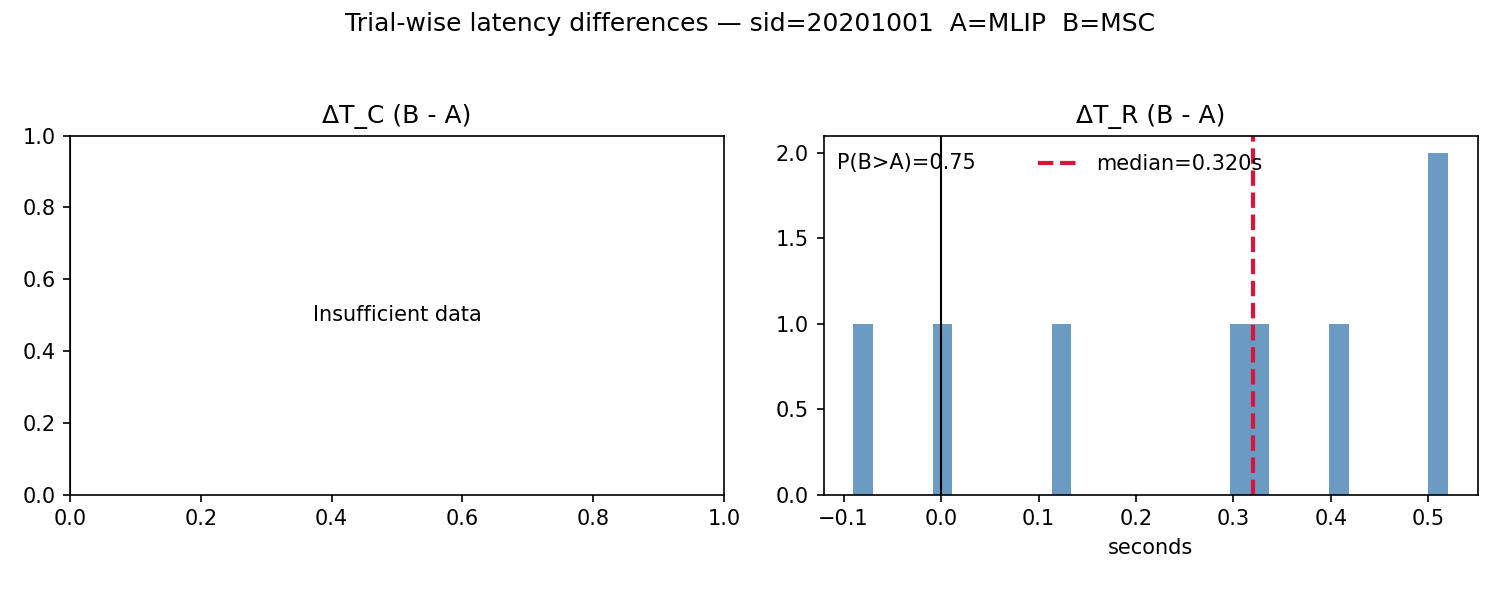 Trial-wise latency differences — sid=20201001  A=MLIP  B=MSC
ΔT_C (B - A)
1.0
0.8
0.6
0.4
0.2
0.0
Insufficient data
0.0 0.2 0.4 0.6 0.8 1.0
ΔT_R (B - A)
P(B>A)=0.75
median=0.320s
2.0
1.5
1.0
0.5
0.0
−0.1 0.0 0.1 0.2 0.3 0.4 0.5
seconds